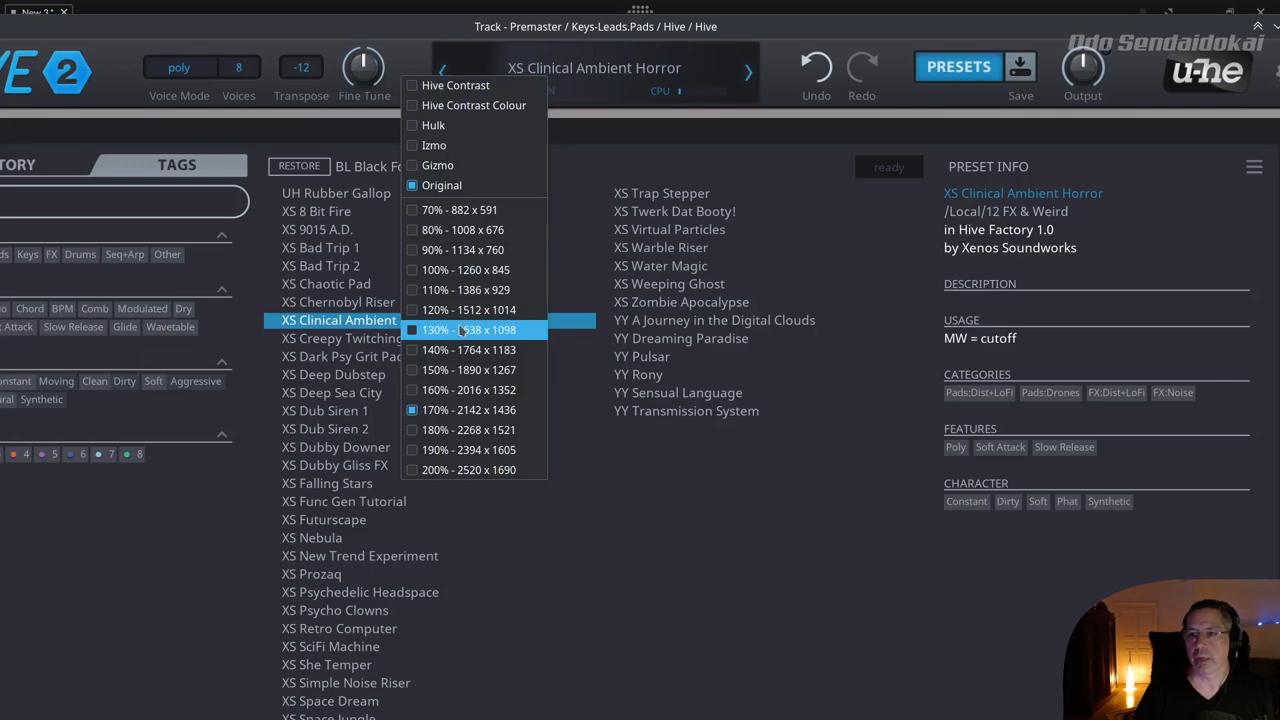 New 3*
Track - Premaster / Keys-Leads.Pads / Hive / Hive
Odo Sendaidokai
VE 2
poly
8
-12
Voice Mode
Voices
Transpose
Fine Tune
XS Clinical Ambient Horror
CPU
Undo
Redo
PRESETS
Save
Output
u-he
TAGS
RESTORE
ready
Keys
FX
Drums
Seq+Arp
Other
Chord
BPM
Comb
Modulated
Dry
Slow Release
Glide
Wavetable
Moving
Clean
Dirty
Soft
Aggressive
Synthetic
4
5
6
7
8
UH Rubber Gallop
XS 8 Bit Fire
XS 9015 A.D.
XS Bad Trip 1
XS Bad Trip 2
XS Chaotic Pad
XS Chernobyl Riser
XS Clinical Ambient
XS Creepy Twitching
XS Dark Psy Grit Pad
XS Deep Dubstep
XS Deep Sea City
XS Dub Siren 1
XS Dub Siren 2
XS Dubby Downer
XS Dubby Gliss FX
XS Falling Stars
XS Func Gen Tutorial
XS Futurscape
XS Nebula
XS New Trend Experiment
XS Prozaq
XS Psychedelic Headspace
XS Psycho Clowns
XS Retro Computer
XS SciFi Machine
XS She Temper
XS Simple Noise Riser
XS Space Dream
XS Space Jungle
Hive Contrast
Hive Contrast Colour
Hulk
Izmo
Gizmo
Original
70% - 882 x 591
80% - 1008 x 676
90% - 1134 x 760
100% - 1260 x 845
110% - 1386 x 929
120% - 1512 x 1014
130% - 1638 x 1098
140% - 1764 x 1183
150% - 1890 x 1267
160% - 2016 x 1352
170% - 2142 x 1436
180% - 2268 x 1521
190% - 2394 x 1605
200% - 2520 x 1690
XS Trap Stepper
XS Twerk Dat Booty!
XS Virtual Particles
XS Warble Riser
XS Water Magic
XS Weeping Ghost
XS Zombie Apocalypse
YY A Journey in the Digital Clouds
YY Dreaming Paradise
YY Pulsar
YY Rony
YY Sensual Language
YY Transmission System
PRESET INFO
XS Clinical Ambient Horror
/Local/12 FX & Weird
in Hive Factory 1.0
by Xenos Soundworks
DESCRIPTION
USAGE
MW = cutoff
CATEGORIES
Pads:Dist+LoFi
Pads:Drones
FX:Dist+LoFi
FX:Noise
FEATURES
Poly
Soft Attack
Slow Release
CHARACTER
Constant
Dirty
Soft
Phat
Synthetic